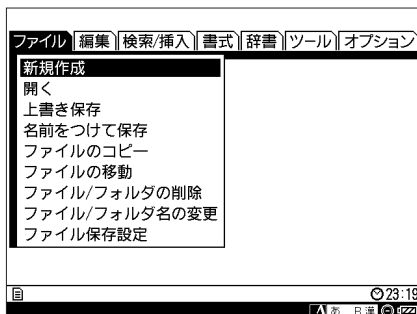 ファイル 編集 検索/挿入 書式 辞書 ツール オプション
新規作成
開く
上書き保存
名前をつけて保存
ファイルのコピー
ファイルの移動
ファイル/フォルダの削除
ファイル/フォルダ名の変更
ファイル保存設定
23:19
A あ R 漢